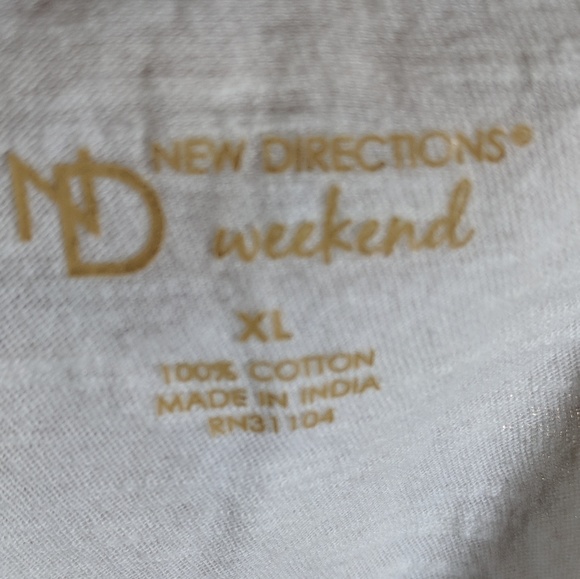 ND NEW DIRECTIONS®
weekend
XL
100% COTTON
MADE IN INDIA
RN31104